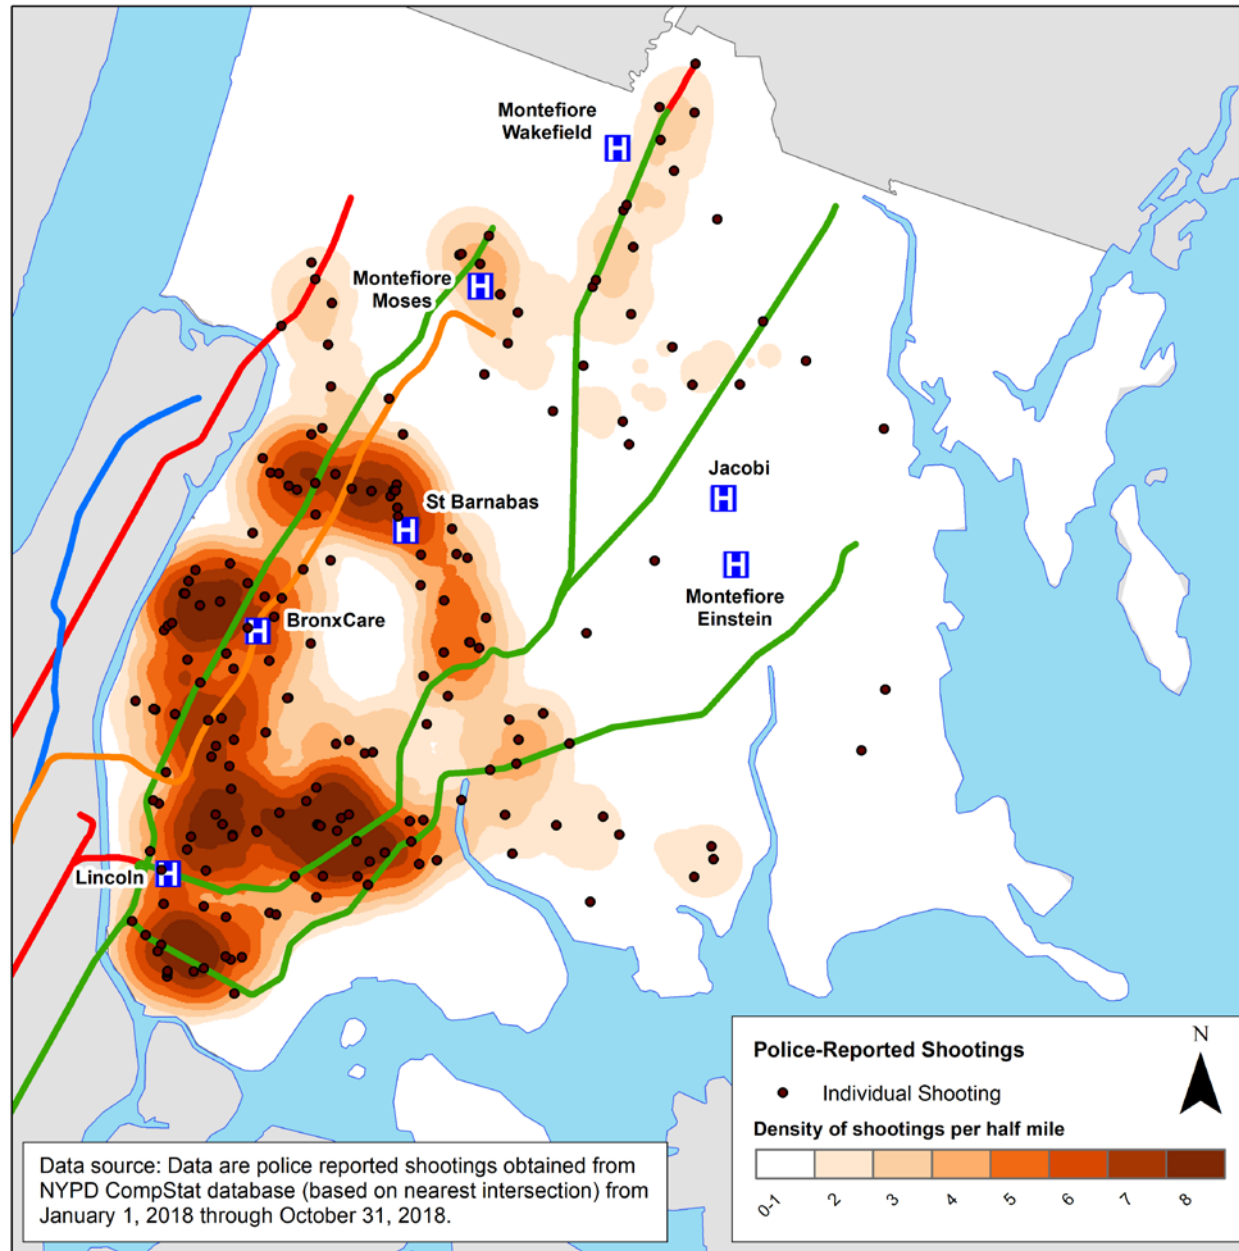 Montefiore
Wakefield
H
Montefiore
Moses
H
Jacobi
H
St Barnabas
H
Montefiore
Einstein
H
BronxCare
H
Lincoln
H
Police-Reported Shootings
N
Individual Shooting
Density of shootings per half mile
0-1 2 3 4 5 6 7 8
Data source: Data are police reported shootings obtained from
NYPD CompStat database (based on nearest intersection) from
January 1, 2018 through October 31, 2018.